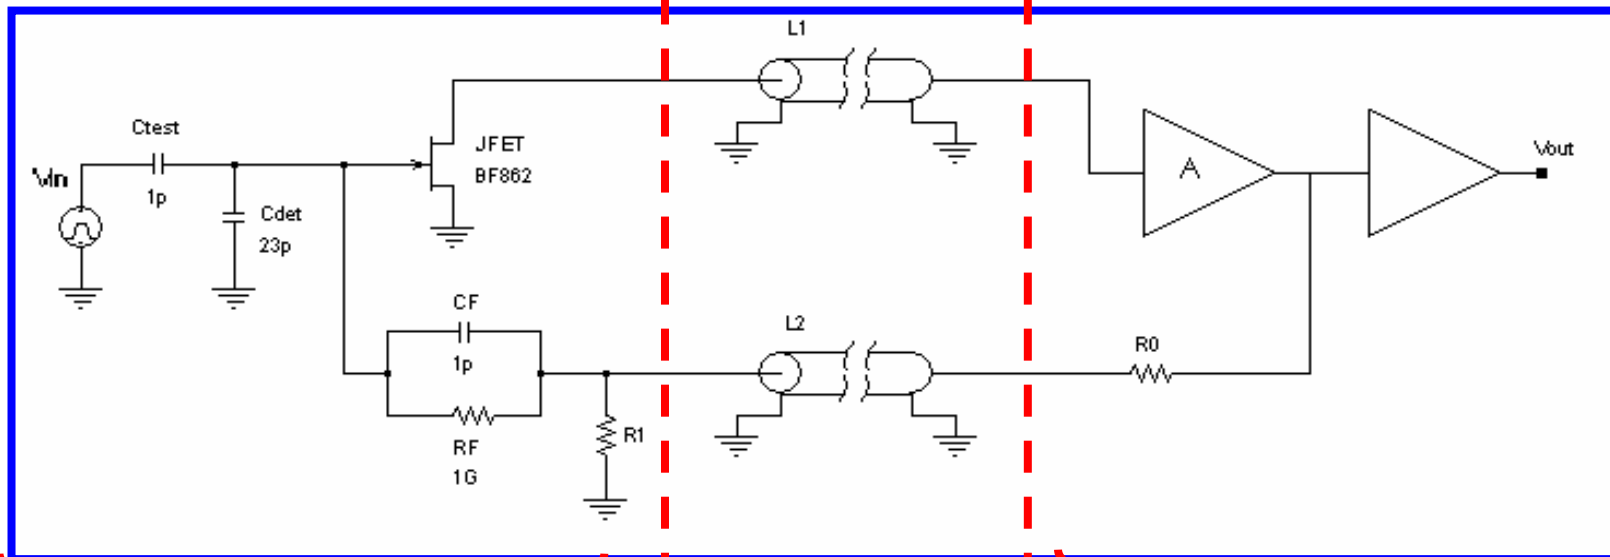 L1
Ctest
1p
Vin
Cdet
23p
JFET
BF862
A
Vout
CF
1p
RF
1G
R1
L2
R0